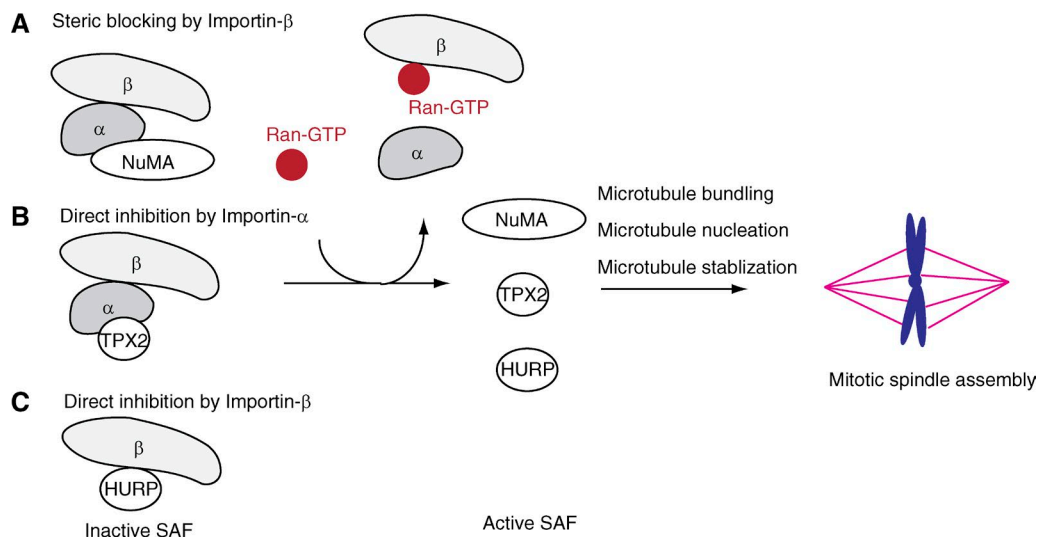 A Steric blocking by Importin-β
β
α
NuMA
Ran-GTP
β
Ran-GTP
α
B Direct inhibition by Importin-α
β
α
TPX2
NuMA
TPX2
HURP
Microtubule bundling
Microtubule nucleation
Microtubule stablization
Mitotic spindle assembly
C Direct inhibition by Importin-β
β
HURP
Inactive SAF
Active SAF